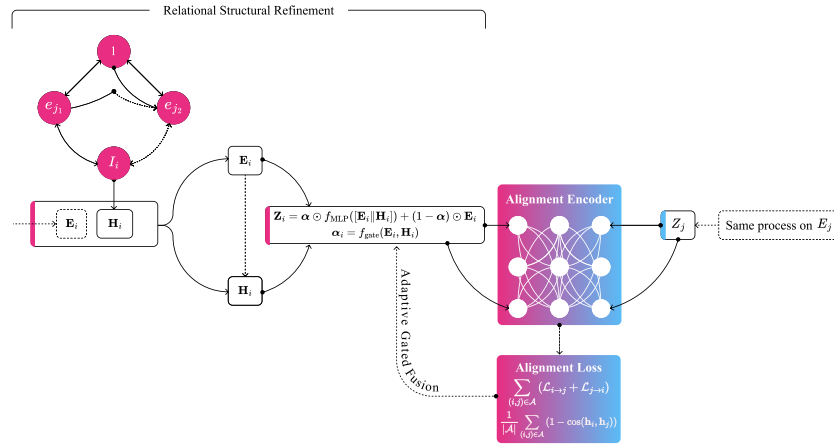 Relational Structural Refinement
1
e_{j_1}
e_{j_2}
I_i
E_i
H_i
E_i
H_i
Z_i = α ⊙ f_MLP([E_i‖H_i]) + (1 − α) ⊙ E_i
α_i = f_gate(E_i, H_i)
Adaptive Gated Fusion
Alignment Encoder
Z_j
Same process on E_j
Alignment Loss
∑_{(i,j)∈A} (L_{i→j} + L_{j→i})
1/|A| ∑_{(i,j)∈A} (1 − cos(h_i, h_j))